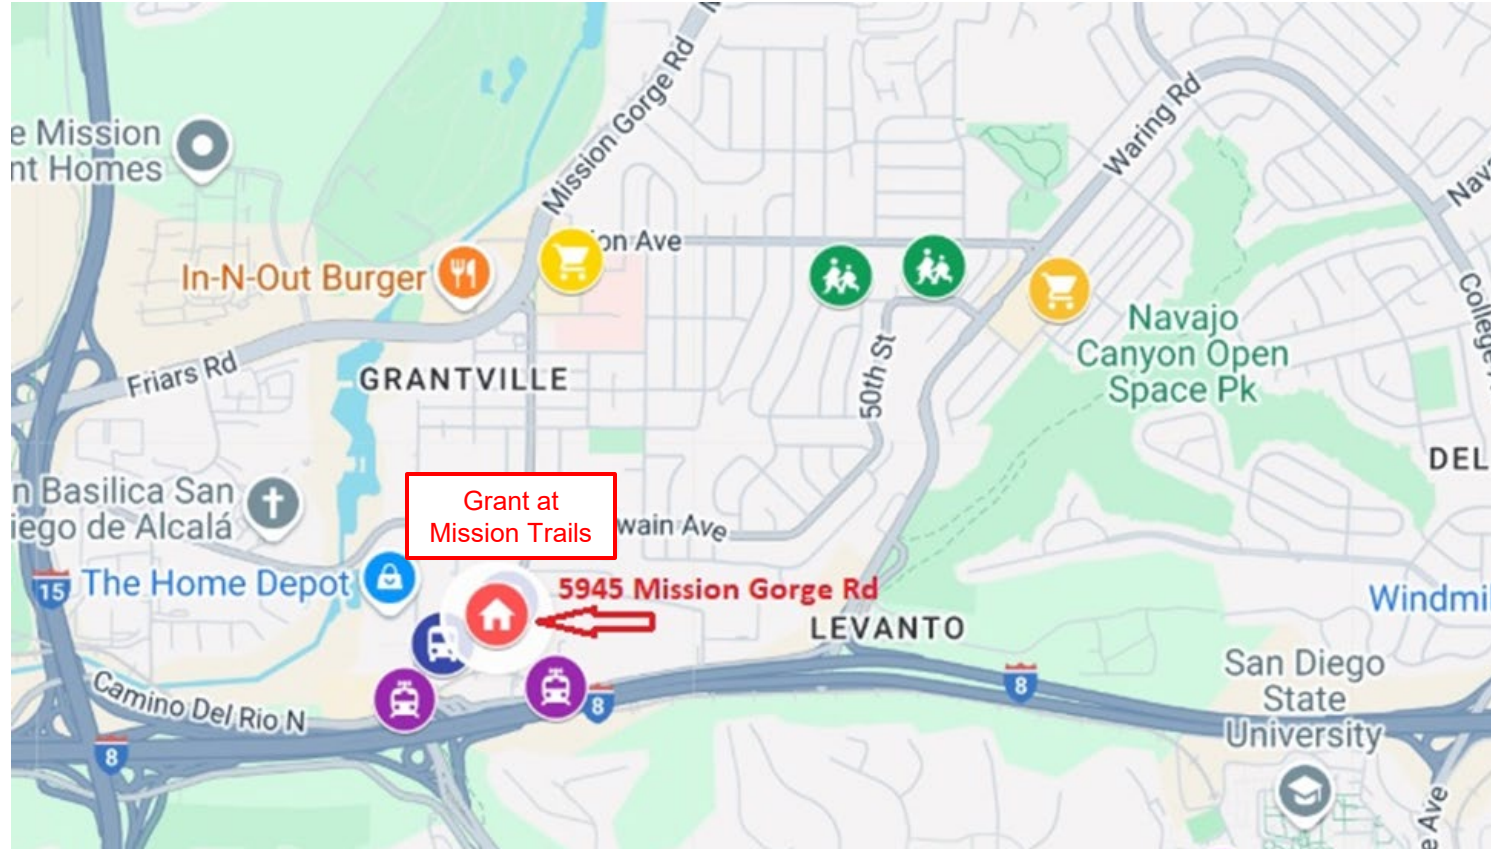 Mission Gorge Rd
Waring Rd
Mission
nt Homes
Nav
ion Ave
In-N-Out Burger
Navajo
Canyon Open
Space Pk
College
Friars Rd
GRANTVILLE
50th St
DEL
n Basilica San
iego de Alcalá
Grant at
Mission Trails
wain Ave
15
The Home Depot
5945 Mission Gorge Rd
Windmi
LEVANTO
San Diego
State
University
8
8
Camino Del Rio N
8
e Ave